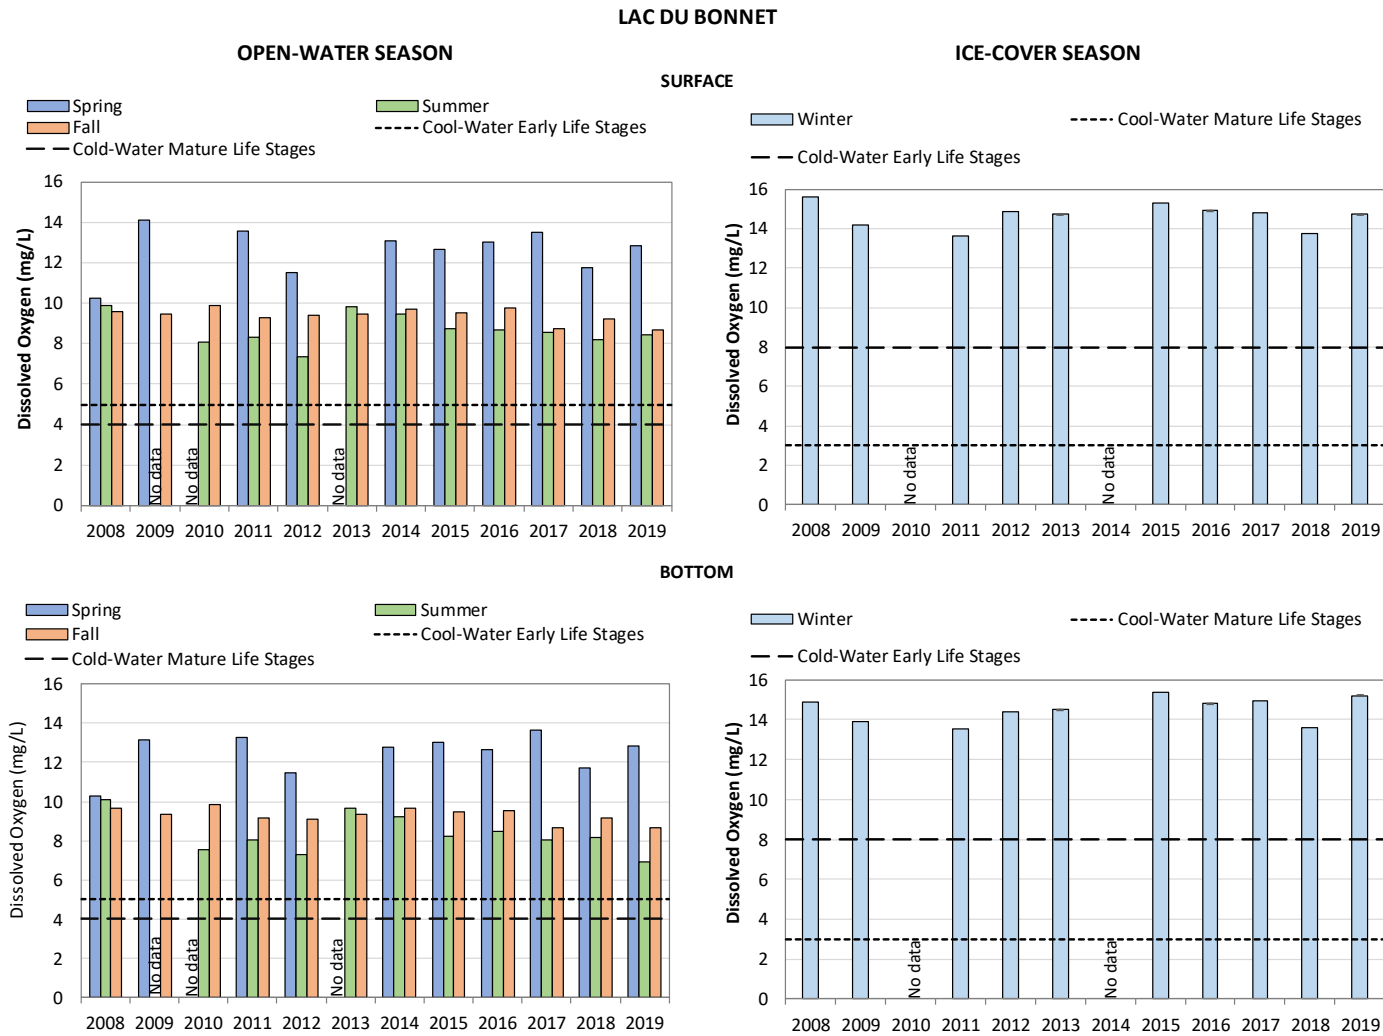 LAC DU BONNET
OPEN-WATER SEASON
ICE-COVER SEASON
SURFACE
Spring
Summer
Fall
Cool-Water Early Life Stages
Cold-Water Mature Life Stages
Dissolved Oxygen (mg/L)
16
14
12
10
8
6
4
2
0
No data
No data
No data
2008 2009 2010 2011 2012 2013 2014 2015 2016 2017 2018 2019
Winter
Cool-Water Mature Life Stages
Cold-Water Early Life Stages
Dissolved Oxygen (mg/L)
16
14
12
10
8
6
4
2
0
No data
No data
2008 2009 2010 2011 2012 2013 2014 2015 2016 2017 2018 2019
BOTTOM
Spring
Summer
Fall
Cool-Water Early Life Stages
Cold-Water Mature Life Stages
Dissolved Oxygen (mg/L)
16
14
12
10
8
6
4
2
0
No data
No data
No data
2008 2009 2010 2011 2012 2013 2014 2015 2016 2017 2018 2019
Winter
Cool-Water Mature Life Stages
Cold-Water Early Life Stages
Dissolved Oxygen (mg/L)
16
14
12
10
8
6
4
2
0
No data
No data
2008 2009 2010 2011 2012 2013 2014 2015 2016 2017 2018 2019